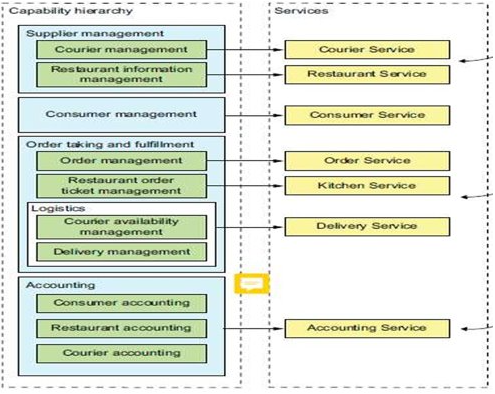 Capability hierarchy
Services
Supplier management
Courier management
Courier Service
Restaurant information
management
Restaurant Service
Consumer management
Consumer Service
Order taking and fulfillment
Order management
Order Service
Restaurant order
ticket management
Kitchen Service
Logistics
Courier availability
management
Delivery management
Delivery Service
Accounting
Consumer accounting
Restaurant accounting
Courier accounting
Accounting Service